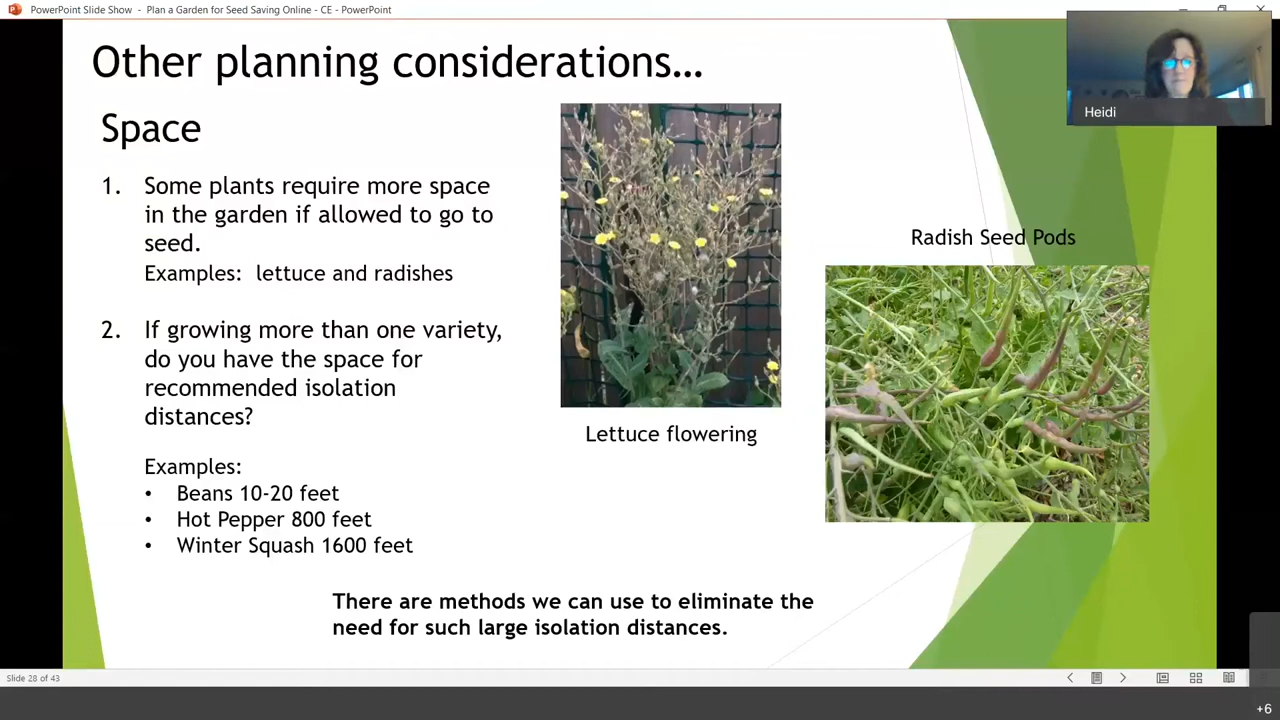 PowerPoint Slide Show - Plan a Garden for Seed Saving Online - CE - PowerPoint
Other planning considerations...
Heidi
Space
1. Some plants require more space
in the garden if allowed to go to
seed.
Examples: lettuce and radishes
2. If growing more than one variety,
do you have the space for
recommended isolation
distances?
Examples:
• Beans 10-20 feet
• Hot Pepper 800 feet
• Winter Squash 1600 feet
Lettuce flowering
Radish Seed Pods
There are methods we can use to eliminate the
need for such large isolation distances.
Slide 28 of 43
+6